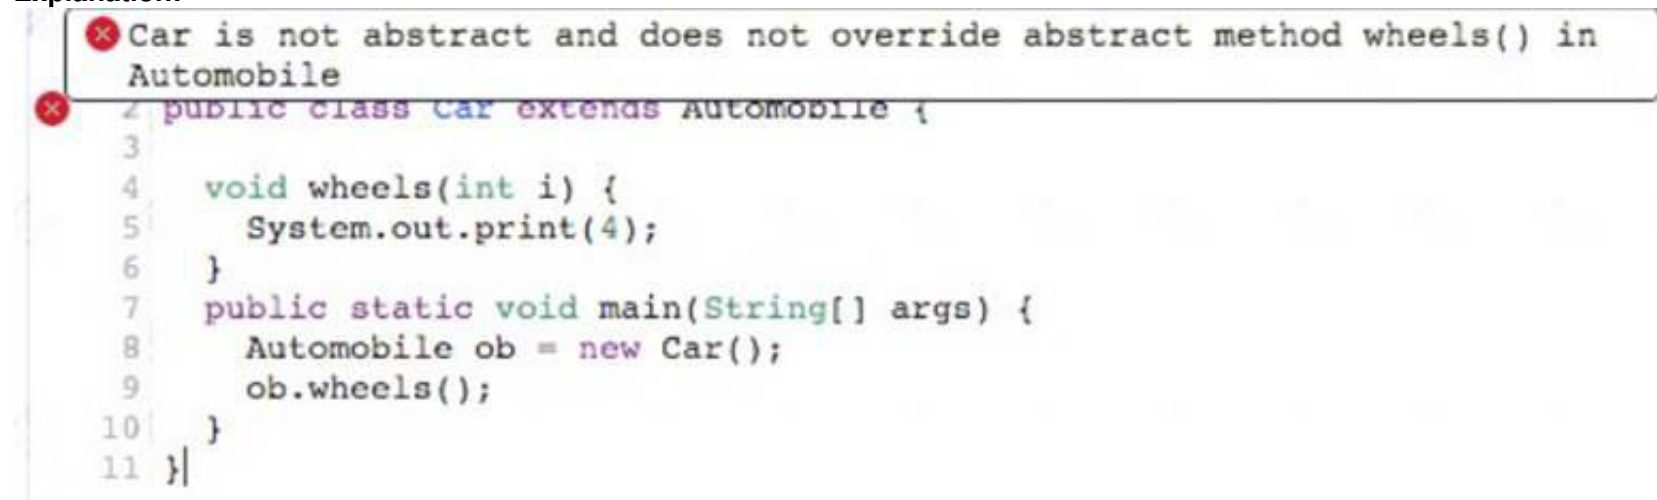 Explanation:
Car is not abstract and does not override abstract method wheels() in
Automobile
2 public class Car extends Automobile {
3
4 void wheels(int i) {
5 System.out.print(4);
6 }
7 public static void main(String[] args) {
8 Automobile ob = new Car();
9 ob.wheels();
10 }
11 }